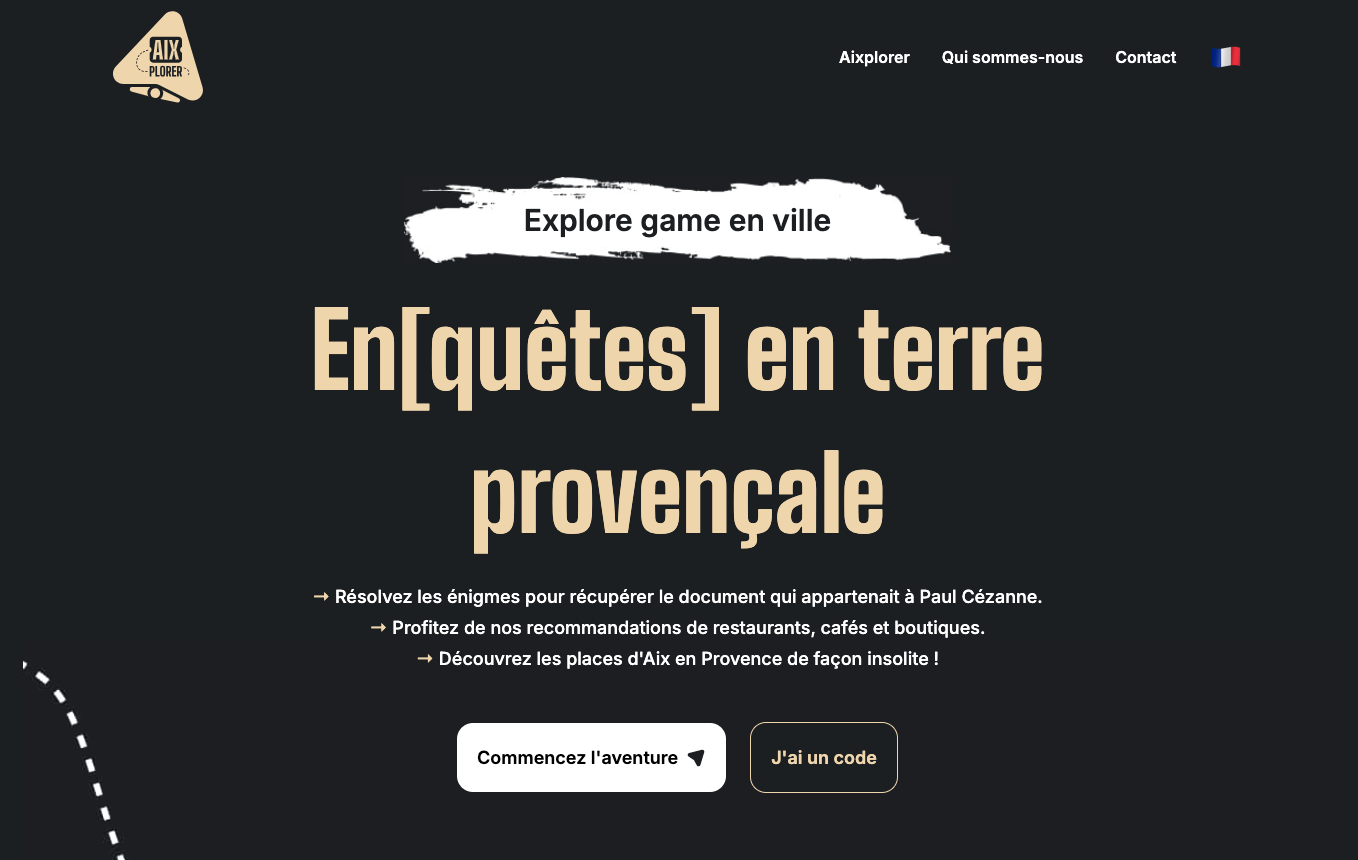 AIX
PLORER
Aixplorer
Qui sommes-nous
Contact
Explore game en ville
En[quêtes] en terre
provençale
→ Résolvez les énigmes pour récupérer le document qui appartenait à Paul Cézanne.
→ Profitez de nos recommandations de restaurants, cafés et boutiques.
→ Découvrez les places d'Aix en Provence de façon insolite !
Commencez l'aventure
J'ai un code